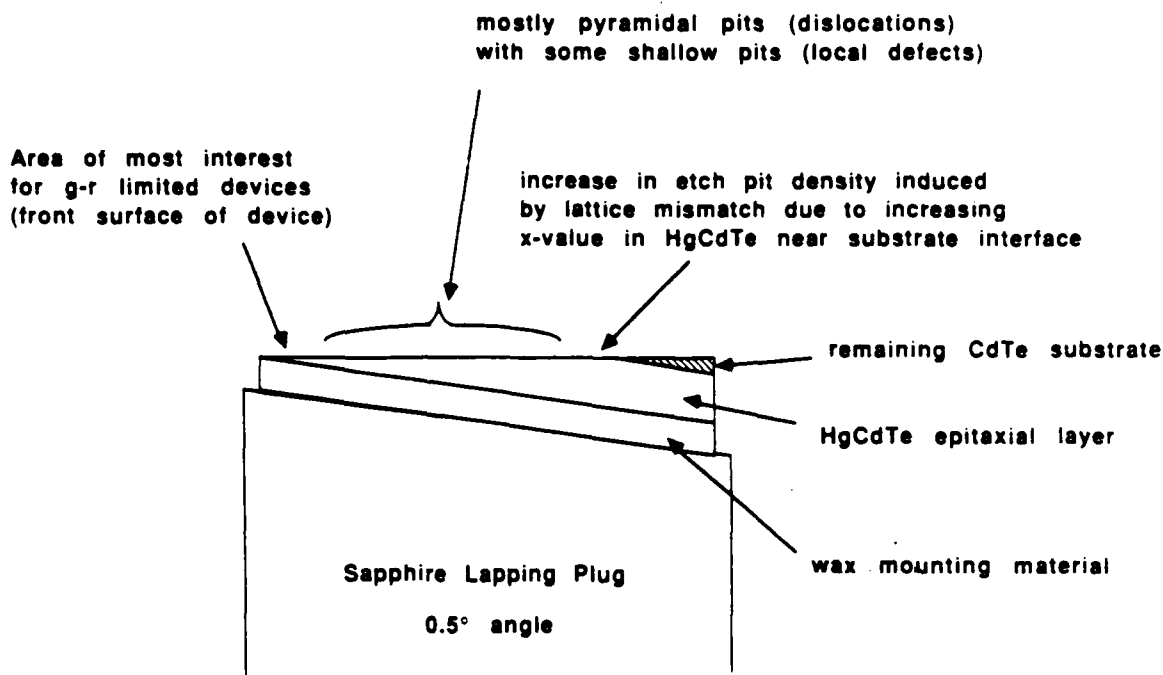 mostly pyramidal pits (dislocations)
with some shallow pits (local defects)
Area of most interest
for g-r limited devices
(front surface of device)
increase in etch pit density induced
by lattice mismatch due to increasing
x-value in HgCdTe near substrate interface
remaining CdTe substrate
HgCdTe epitaxial layer
wax mounting material
Sapphire Lapping Plug
0.5° angle